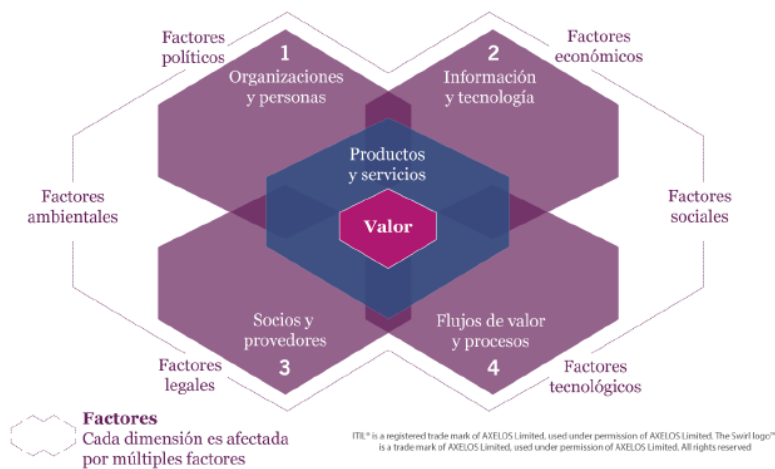 Factores
políticos
1
Organizaciones
y personas
2
Información
y tecnología
Factores
económicos
Productos
y servicios
Factores
ambientales
Valor
Factores
sociales
Socios y
provedores
3
Flujos de valor
y procesos
4
Factores
legales
Factores
tecnológicos
Factores
Cada dimensión es afectada
por múltiples factores
ITIL® is a registered trade mark of AXELOS Limited, used under permission of AXELOS Limited. The Swirl logo™
is a trade mark of AXELOS Limited, used under permission of AXELOS Limited. All rights reserved